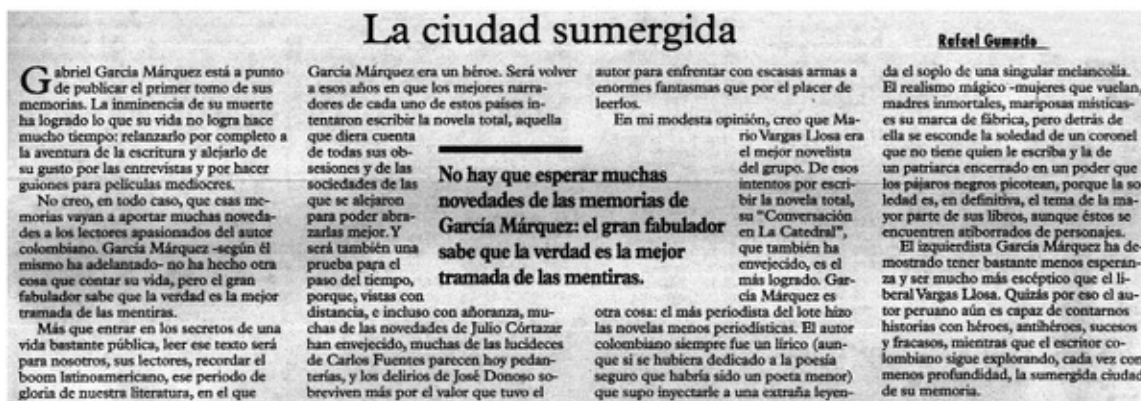 La ciudad sumergida
Rafael Gumucio
Gabriel García Márquez está a punto
de publicar el primer tomo de sus
memorias. La inminencia de su muerte
ha logrado lo que su vida no logra hace
mucho tiempo: relanzarlo por completo a
la aventura de la escritura y alejarlo de
su gusto por las entrevistas y por hacer
guiones para películas mediocres.
No creo, en todo caso, que esas me-
morias vayan a aportar muchas noveda-
des a los lectores apasionados del autor
colombiano. García Márquez -según él
mismo ha adelantado- no ha hecho otra
cosa que contar su vida, pero el gran
fabulador sabe que la verdad es la mejor
tramada de las mentiras.
Más que entrar en los secretos de una
vida bastante pública, leer ese texto será
para nosotros, sus lectores, recordar el
boom latinoamericano, ese periodo de
gloria de nuestra literatura, en el que
García Márquez era un héroe. Será volver
a esos años en que los mejores narra-
dores de cada uno de estos países in-
tentaron escribir la novela total, aquella
que diera cuenta
de todas sus ob-
sesiones y de las
sociedades de las
que se alejaron
para poder abra-
zarlas mejor. Y
será también una
prueba para el
paso del tiempo,
porque, vistas con
distancia, e incluso con añoranza, mu-
chas de las novedades de Julio Córtazar
han envejecido, muchas de las lucideces
de Carlos Fuentes parecen hoy pedan-
terías, y los delirios de José Donoso so-
breviven más por el valor que tuvo el
No hay que esperar muchas
novedades de las memorias de
García Márquez: el gran fabulador
sabe que la verdad es la mejor
tramada de las mentiras.
autor para enfrentar con escasas armas a
enormes fantasmas que por el placer de
leerlos.
En mi modesta opinión, creo que Ma-
rio Vargas Llosa era
el mejor novelista
del grupo. De esos
intentos por escri-
bir la novela total,
su "Conversación
en La Catedral",
que también ha
envejecido, es el
más logrado. Gar-
cía Márquez es
otra cosa: el más periodista del lote hizo
las novelas menos periodísticas. El autor
colombiano siempre fue un lírico (aun-
que si se hubiera dedicado a la poesía
seguro que habría sido un poeta menor)
que supo inyectarle a una extraña leyen-
da el soplo de una singular melancolía.
El realismo mágico -mujeres que vuelan,
madres inmortales, mariposas místicas-
es su marca de fábrica, pero detrás de
ella se esconde la soledad de un coronel
que no tiene quien le escriba y la de
un patriarca encerrado en un poder que
los pájaros negros picotean, porque la so-
ledad es, en definitiva, el tema de la ma-
yor parte de sus libros, aunque éstos se
encuentren atiborrados de personajes.
El izquierdista García Márquez ha de-
mostrado tener bastante menos esperan-
za y ser mucho más escéptico que el li-
beral Vargas Llosa. Quizás por eso el au-
tor peruano aún es capaz de contarnos
historias con héroes, antihéroes, sucesos
y fracasos, mientras que el escritor co-
lombiano sigue explorando, cada vez con
menos profundidad, la sumergida ciudad
de su memoria.